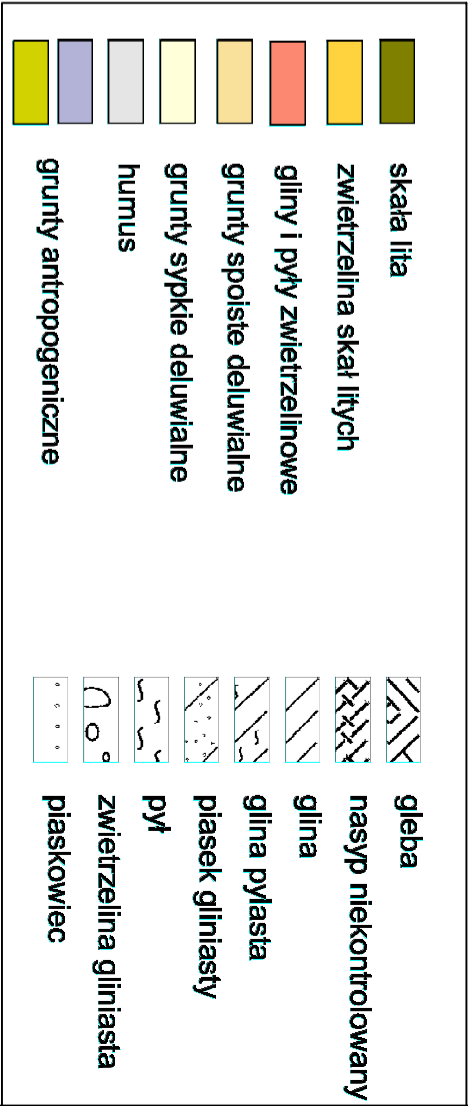 skała lita
zwietrzelina skał litych
gliny i pyły zwietrzelinowe
grunty spoiste deluwialne
grunty sypkie deluwialne
humus
grunty antropogeniczne
gleba
nasyp niekontrolowany
glina
glina pylasta
piasek gliniasty
pył
zwietrzelina gliniasta
piaskowiec